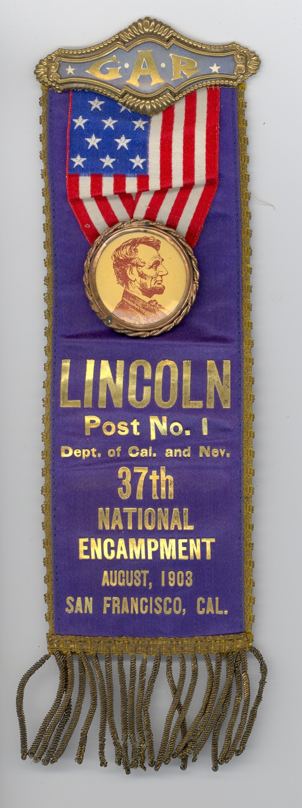 G.A.R
LINCOLN
Post No. 1
Dept. of Cal. and Nev.
37th
NATIONAL
ENCAMPMENT
AUGUST, 1903
SAN FRANCISCO, CAL.